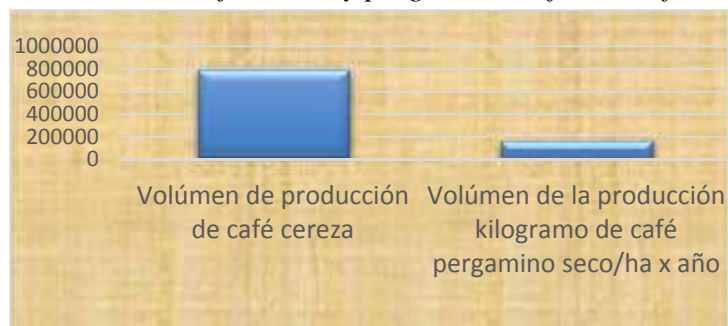 1000000
800000
600000
400000
200000
0
Volúmen de producción
de café cereza
Volúmen de la producción
kilogramo de café
pergamino seco/ha x año